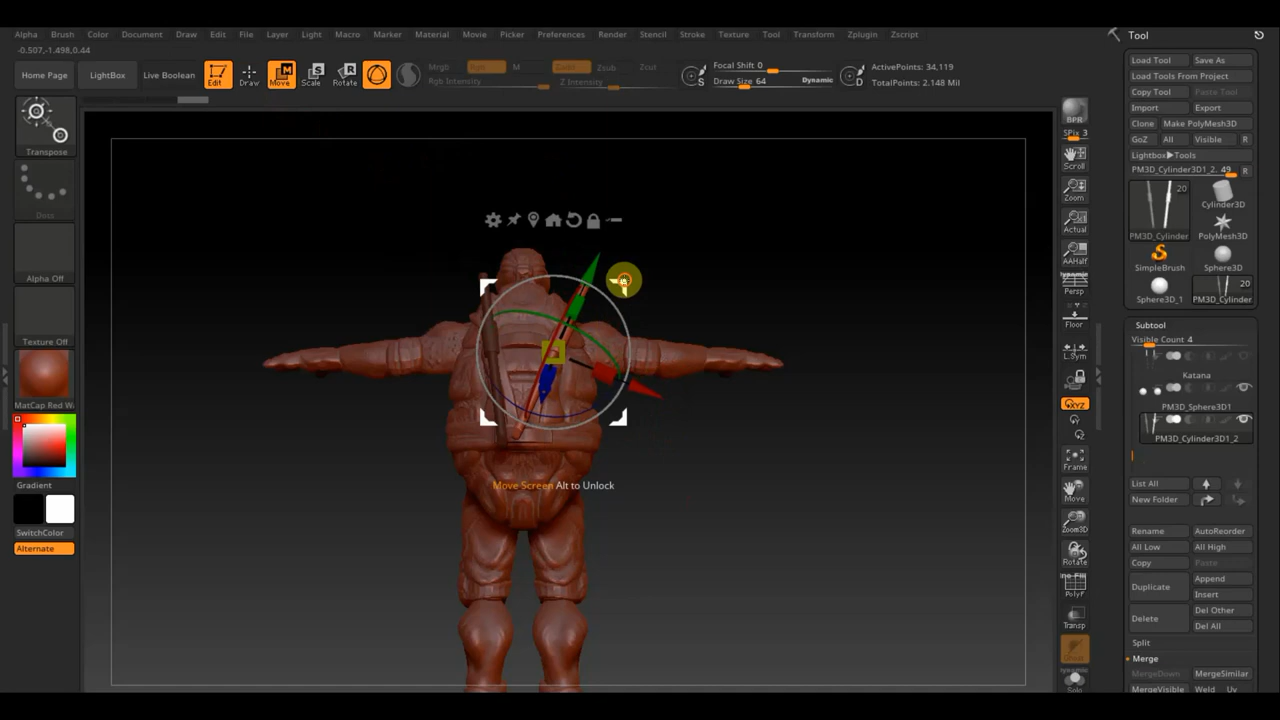 Alpha Brush Color Document Draw Edit File Layer Light Macro Marker Material Movie Picker Preferences Render Stencil Stroke Texture Tool Transform Zplugin Zscript
-0.507,-1.498,0.44
Home Page LightBox Live Boolean Edit Draw Move Scale Rotate
Mrgb M Zsub Zcut
Rgb Intensity Z Intensity
Focal Shift 0
Draw Size 64 Dynamic
S D
ActivePoints: 34,119
TotalPoints: 2.148 Mil
Transpose
Dots
Alpha Off
Texture Off
MatCap Red W
Gradient
SwitchColor
Alternate
Move Screen Alt to Unlock
BPR
SPix 3
Scroll
Zoom
Actual
AAHalf
Persp
Floor
L.Sym
XYZ
Y
Z
Frame
Move
Zoom3D
Rotate
PolyF
Transp
Solo
Tool
Load Tool Save As
Load Tools From Project
Copy Tool Paste Tool
Import Export
Clone Make PolyMesh3D
GoZ All Visible R
Lightbox▶Tools
PM3D_Cylinder3D1_2. 49 R
20
Cylinder3D
PM3D_Cylinder PolyMesh3D
SimpleBrush Sphere3D
20
Sphere3D_1 PM3D_Cylinder
Subtool
Visible Count 4
Katana
PM3D_Sphere3D1
PM3D_Cylinder3D1_2
List All
New Folder
Rename AutoReorder
All Low All High
Copy Paste
Duplicate Append
Insert
Delete Del Other
Del All
Split
Merge
MergeDown MergeSimilar
MergeVisible Weld Uv